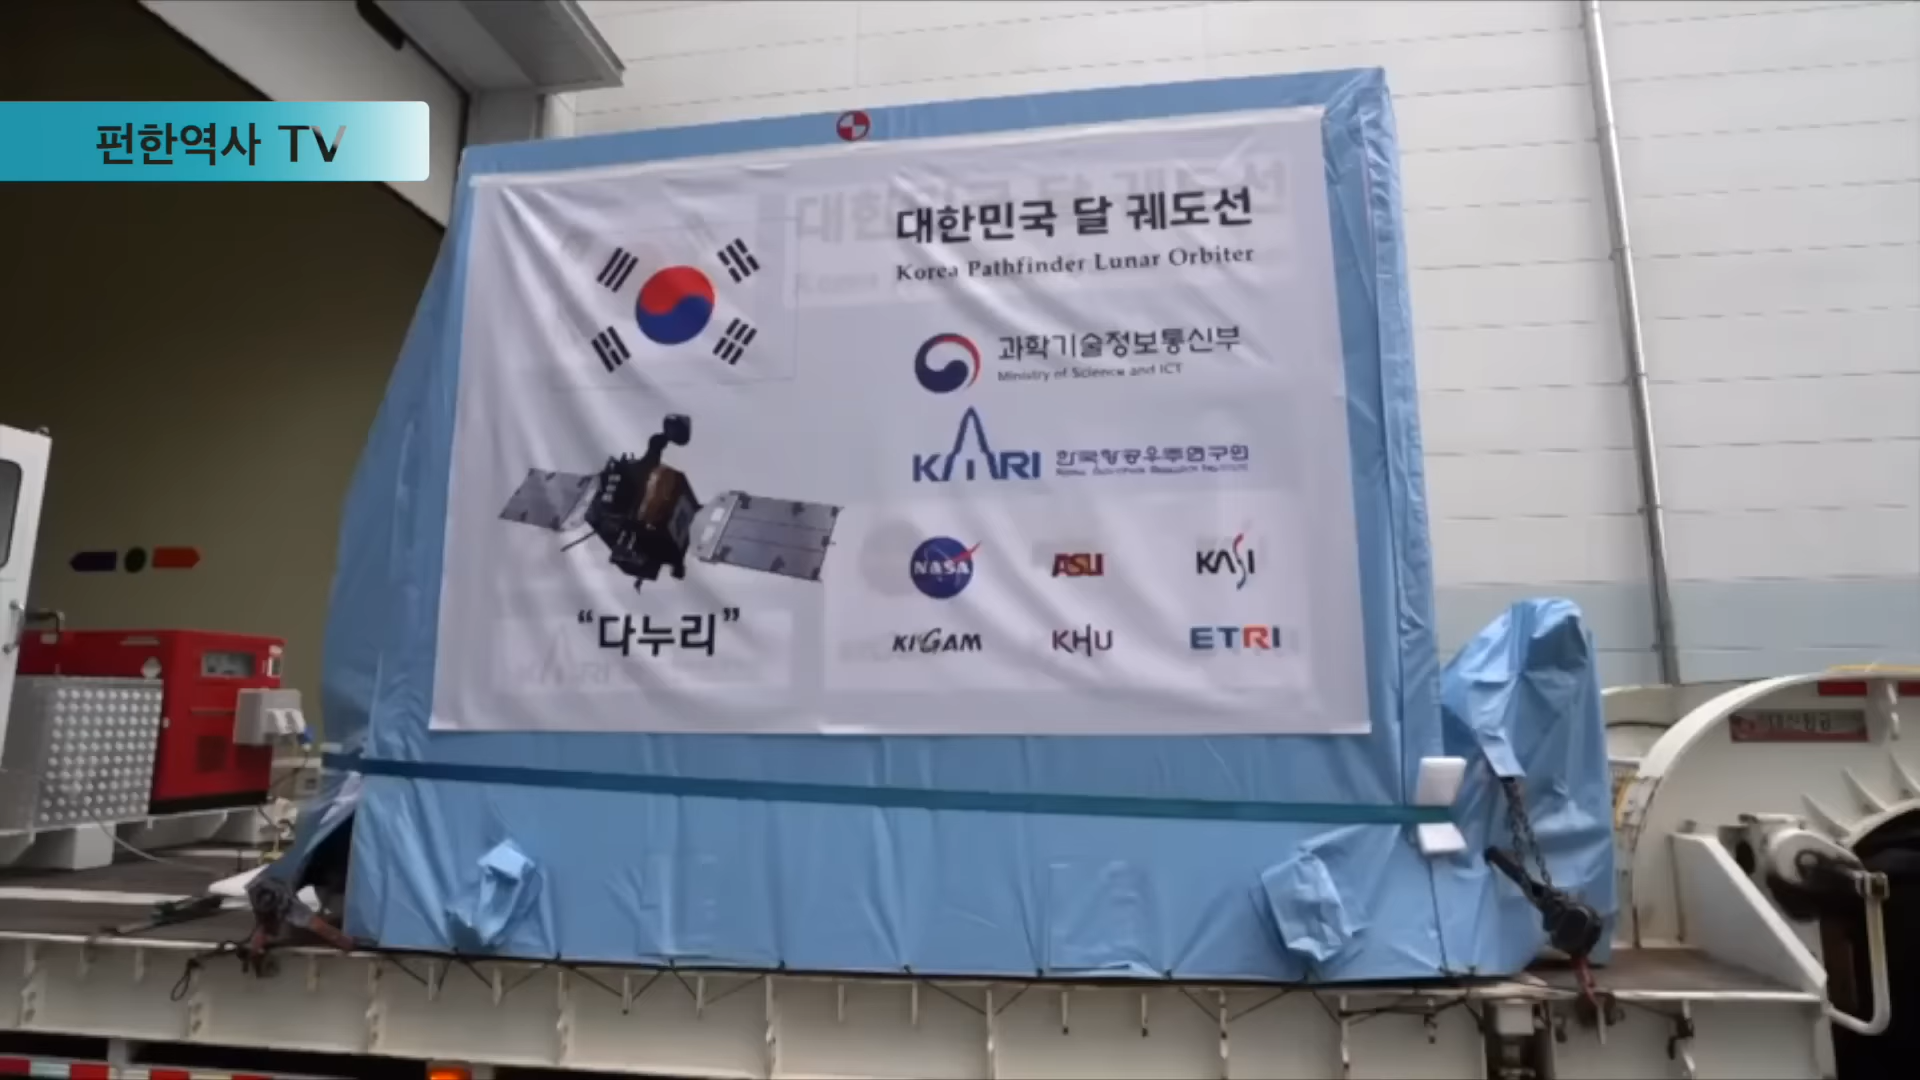 펀한역사 TV
대한민국 달 궤도선
Korea Pathfinder Lunar Orbiter
과학기술정보통신부
Ministry of Science and ICT
KARI 한국항공우주연구원
NASA ASU KASI
"다누리"
KIGAM KHU ETRI